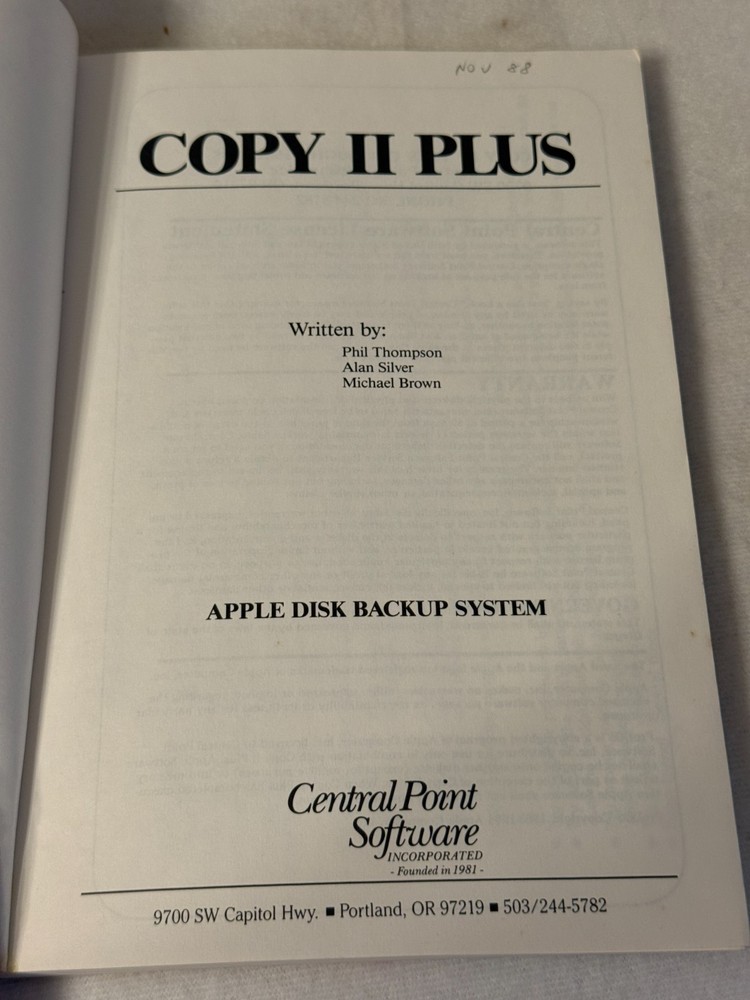 NOV 88
COPY II PLUS
Written by:
Phil Thompson
Alan Silver
Michael Brown
APPLE DISK BACKUP SYSTEM
Central Point
Software
INCORPORATED
- Founded in 1981 -
9700 SW Capitol Hwy. ■ Portland, OR 97219 ■ 503/244-5782